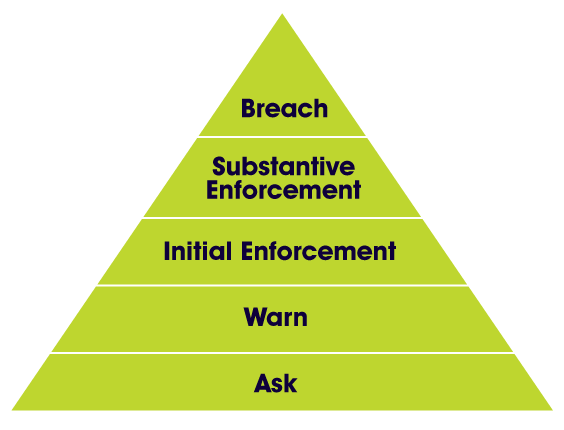 Breach
Substantive
Enforcement
Initial Enforcement
Warn
Ask